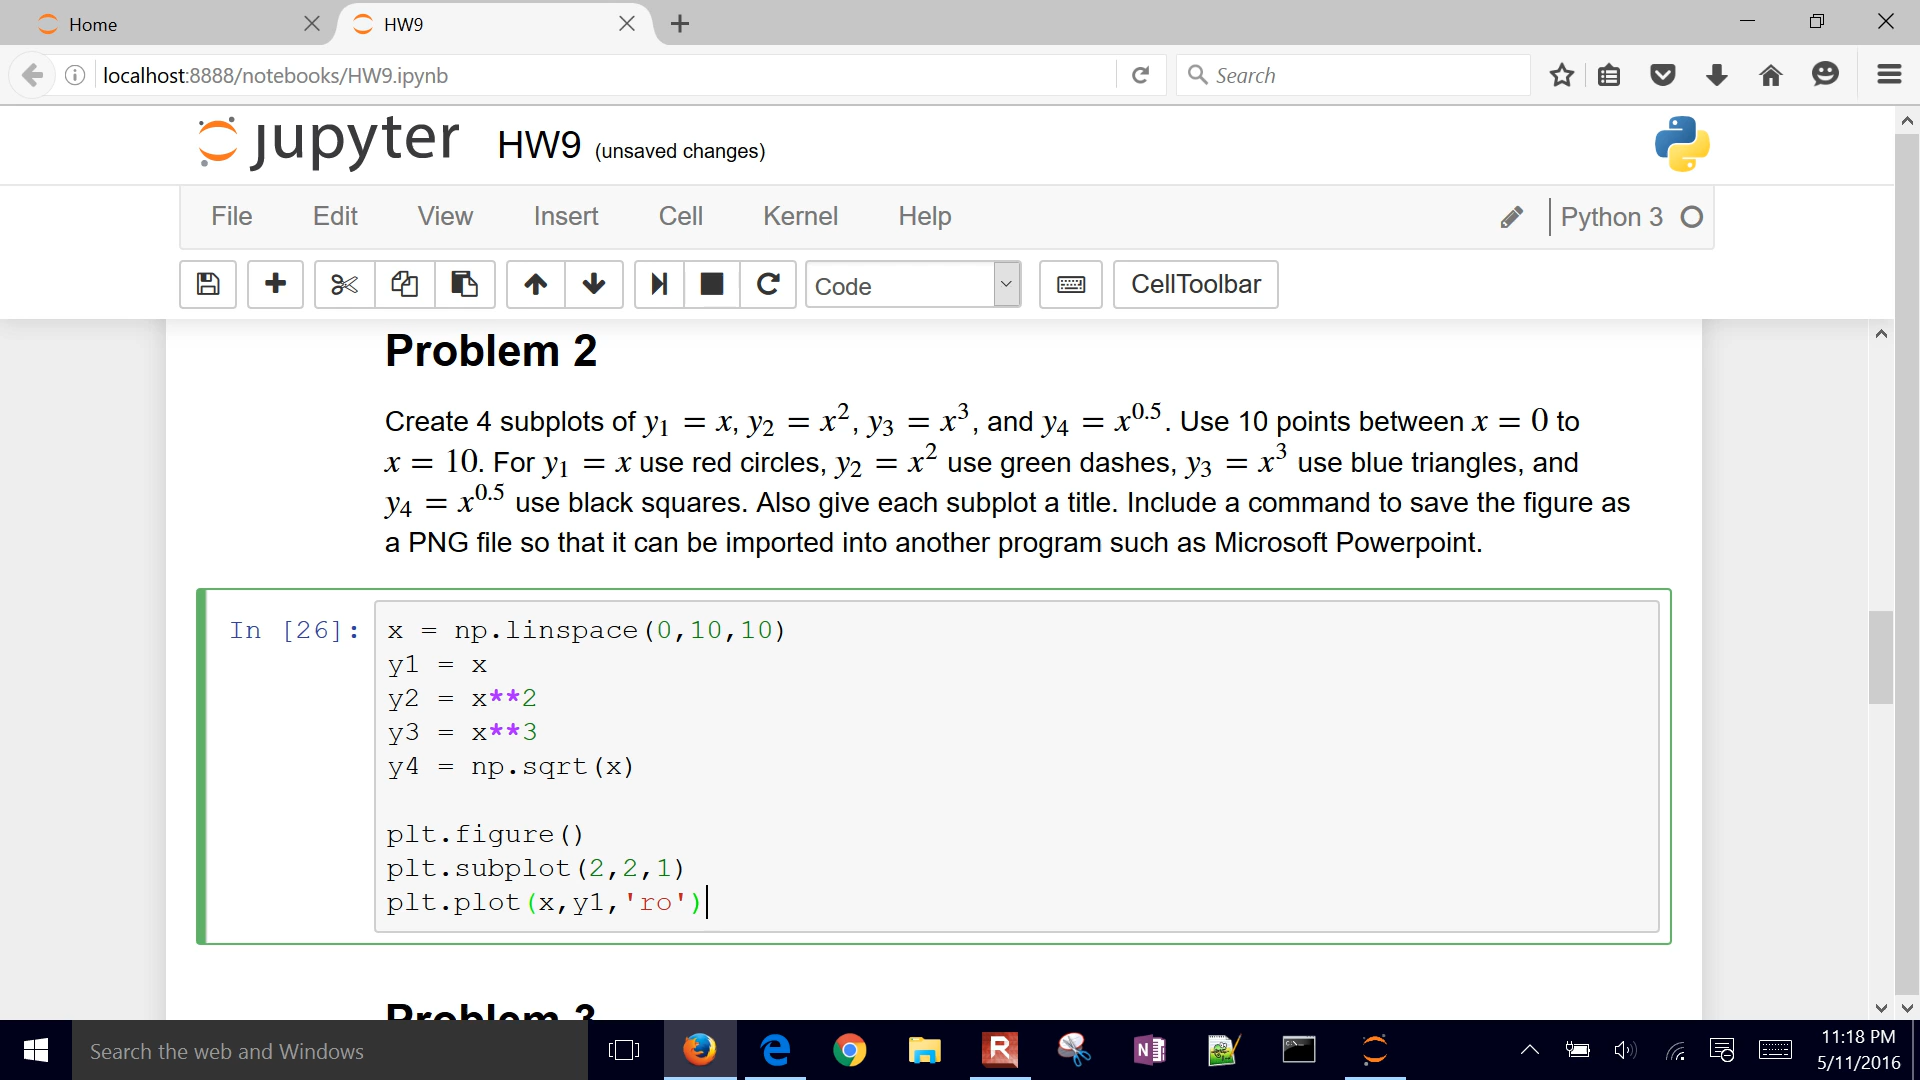 Home
HW9
localhost:8888/notebooks/HW9.ipynb
Search
jupyter HW9 (unsaved changes)
File Edit View Insert Cell Kernel Help Python 3
Code CellToolbar
Problem 2
Create 4 subplots of y₁ = x, y₂ = x², y₃ = x³, and y₄ = x^0.5. Use 10 points between x = 0 to
x = 10. For y₁ = x use red circles, y₂ = x² use green dashes, y₃ = x³ use blue triangles, and
y₄ = x^0.5 use black squares. Also give each subplot a title. Include a command to save the figure as
a PNG file so that it can be imported into another program such as Microsoft Powerpoint.
In [26]: x = np.linspace(0,10,10)
y1 = x
y2 = x**2
y3 = x**3
y4 = np.sqrt(x)
plt.figure()
plt.subplot(2,2,1)
plt.plot(x,y1,'ro')
Problem 3
Search the web and Windows
R
N
11:18 PM
5/11/2016